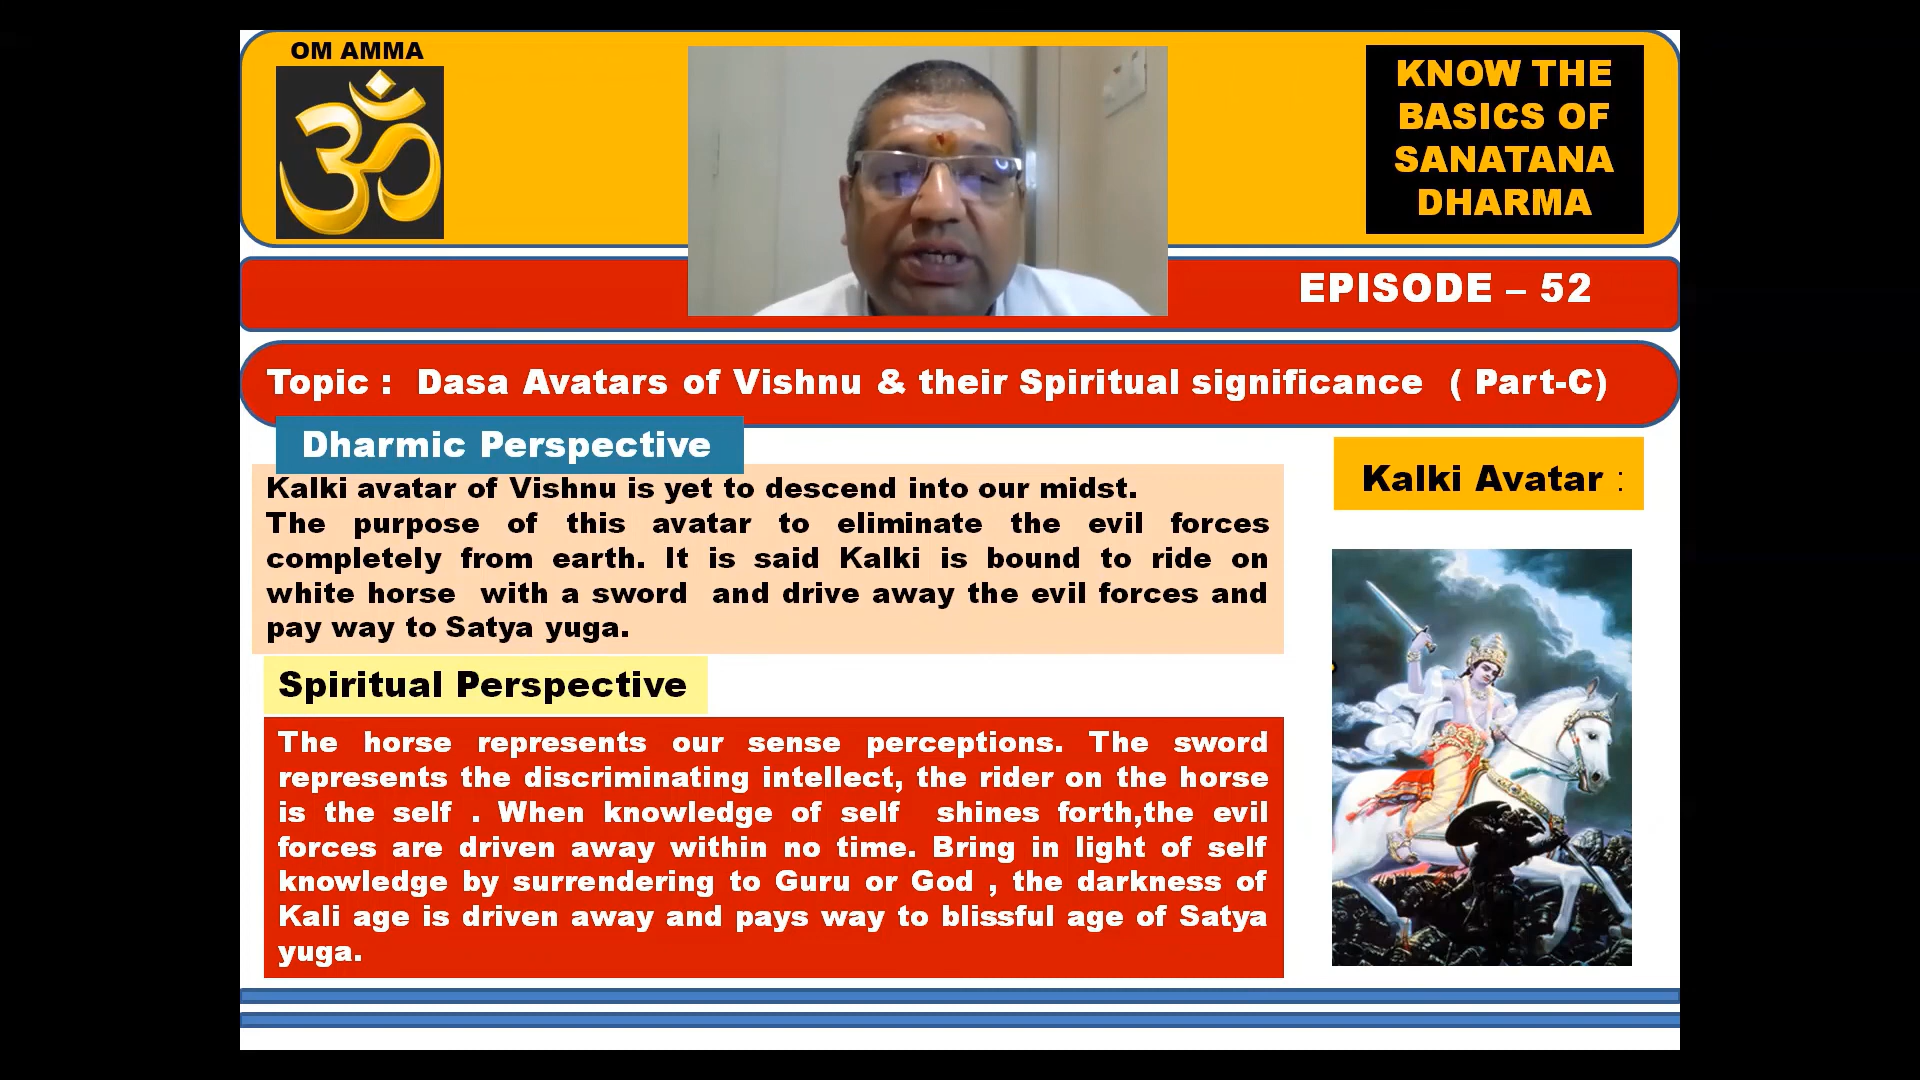 OM AMMA
KNOW THE
BASICS OF
SANATANA
DHARMA
EPISODE – 52
Topic : Dasa Avatars of Vishnu & their Spiritual significance ( Part-C)
Dharmic Perspective
Kalki Avatar :
Kalki avatar of Vishnu is yet to descend into our midst.
The purpose of this avatar to eliminate the evil forces
completely from earth. It is said Kalki is bound to ride on
white horse with a sword and drive away the evil forces and
pay way to Satya yuga.
Spiritual Perspective
The horse represents our sense perceptions. The sword
represents the discriminating intellect, the rider on the horse
is the self . When knowledge of self shines forth,the evil
forces are driven away within no time. Bring in light of self
knowledge by surrendering to Guru or God , the darkness of
Kali age is driven away and pays way to blissful age of Satya
yuga.